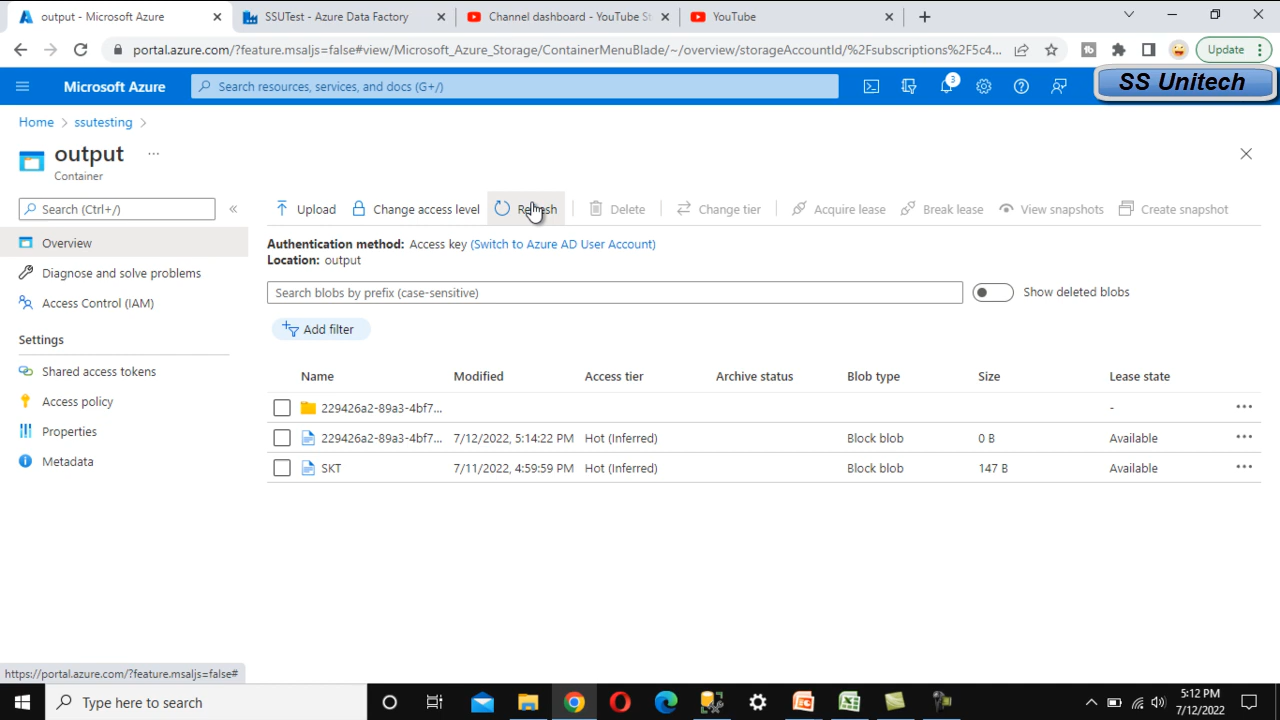 output - Microsoft Azure
SSUTest - Azure Data Factory
Channel dashboard - YouTube St
YouTube
portal.azure.com/?feature.msaljs=false#view/Microsoft_Azure_Storage/ContainerMenuBlade/~/overview/storageAccountId/%2Fsubscriptions%2F5c4...
Update
Microsoft Azure
Search resources, services, and docs (G+/)
3
SS Unitech
Home > ssutesting >
output ...
Container
Search (Ctrl+/)
«
Upload
Change access level
Refresh
Delete
Change tier
Acquire lease
Break lease
View snapshots
Create snapshot
Overview
Diagnose and solve problems
Access Control (IAM)
Settings
Shared access tokens
Access policy
Properties
Metadata
Authentication method: Access key (Switch to Azure AD User Account)
Location: output
Search blobs by prefix (case-sensitive)
Show deleted blobs
Add filter
Name Modified Access tier Archive status Blob type Size Lease state
229426a2-89a3-4bf7... -
229426a2-89a3-4bf7... 7/12/2022, 5:14:22 PM Hot (Inferred) Block blob 0 B Available
SKT 7/11/2022, 4:59:59 PM Hot (Inferred) Block blob 147 B Available
https://portal.azure.com/?feature.msaljs=false#
Type here to search
5:12 PM
7/12/2022